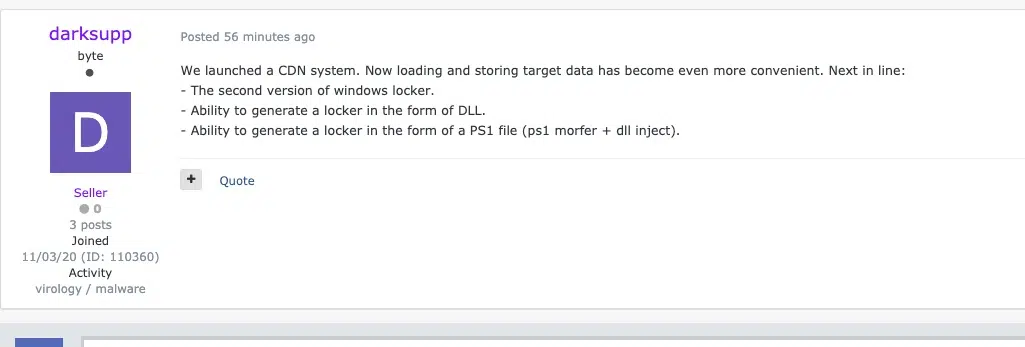 darksupp
byte
D
Seller
0
3 posts
Joined
11/03/20 (ID: 110360)
Activity
virology / malware
Posted 56 minutes ago
We launched a CDN system. Now loading and storing target data has become even more convenient. Next in line:
- The second version of windows locker.
- Ability to generate a locker in the form of DLL.
- Ability to generate a locker in the form of a PS1 file (ps1 morfer + dll inject).
+ Quote